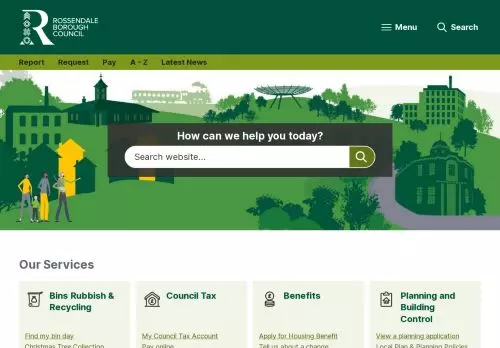 ROSSENDALE
BOROUGH
COUNCIL
Menu
Search
Report Request Pay A - Z Latest News
How can we help you today?
Search website...
Our Services
Bins Rubbish &
Recycling
Find my bin day
Christmas Tree Collection
Council Tax
My Council Tax Account
Pay online
Benefits
Apply for Housing Benefit
Tell us about a change
Planning and
Building
Control
View a planning application
Local Plan & Planning Policies